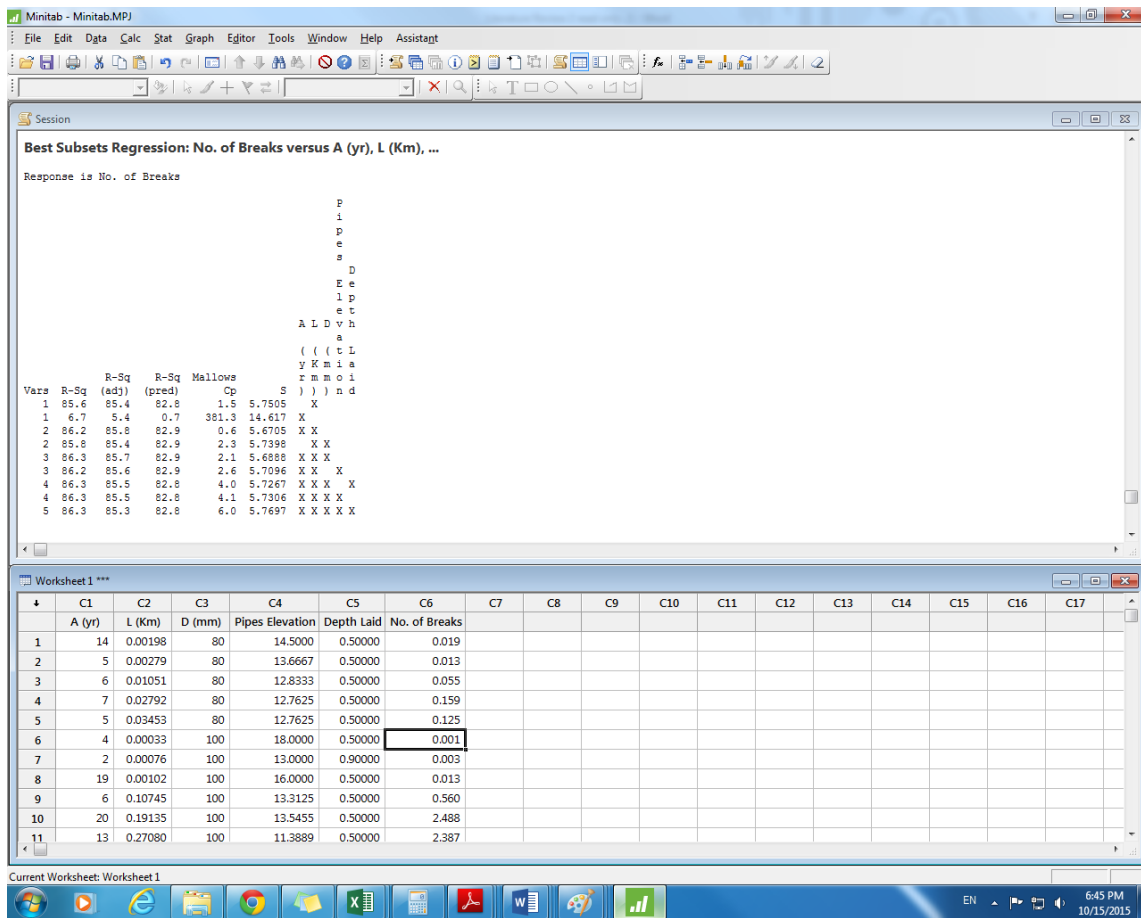 Minitab - Minitab.MPJ
File Edit Data Calc Stat Graph Editor Tools Window Help Assistant
Session
Best Subsets Regression: No. of Breaks versus A (yr), L (Km), ...
Response is No. of Breaks
P
i
p
e
s
D
E e
l p
e t
A L D v h
a
( ( ( t L
y K m i a
R-Sq R-Sq Mallows r m m o i
Vars R-Sq (adj) (pred) Cp S ) ) ) n d
1 85.6 85.4 82.8 1.5 5.7505 X
1 6.7 5.4 0.7 381.3 14.617 X
2 86.2 85.8 82.9 0.6 5.6705 X X
2 85.8 85.4 82.9 2.3 5.7398 X X
3 86.3 85.7 82.9 2.1 5.6888 X X X
3 86.2 85.6 82.9 2.6 5.7096 X X X
4 86.3 85.5 82.8 4.0 5.7267 X X X X
4 86.3 85.5 82.8 4.1 5.7306 X X X X
5 86.3 85.3 82.8 6.0 5.7697 X X X X X
Worksheet 1 ***
C1 C2 C3 C4 C5 C6 C7 C8 C9 C10 C11 C12 C13 C14 C15 C16 C17
A (yr) L (Km) D (mm) Pipes Elevation Depth Laid No. of Breaks
1 14 0.00198 80 14.5000 0.50000 0.019
2 5 0.00279 80 13.6667 0.50000 0.013
3 6 0.01051 80 12.8333 0.50000 0.055
4 7 0.02792 80 12.7625 0.50000 0.159
5 5 0.03453 80 12.7625 0.50000 0.125
6 4 0.00033 100 18.0000 0.50000 0.001
7 2 0.00076 100 13.0000 0.90000 0.003
8 19 0.00102 100 16.0000 0.50000 0.013
9 6 0.10745 100 13.3125 0.50000 0.560
10 20 0.19135 100 13.5455 0.50000 2.488
11 13 0.27080 100 11.3889 0.50000 2.387
Current Worksheet: Worksheet 1
EN
6:45 PM
10/15/2015